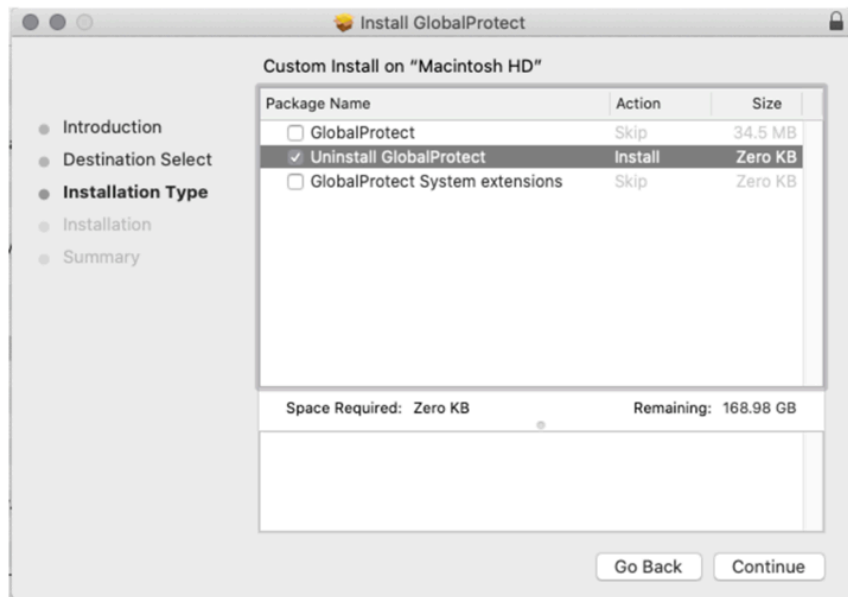 Install GlobalProtect
Custom Install on “Macintosh HD”
Introduction
Destination Select
Installation Type
Installation
Summary
Package Name Action Size
GlobalProtect Skip 34.5 MB
Uninstall GlobalProtect Install Zero KB
GlobalProtect System extensions Skip Zero KB
Space Required: Zero KB Remaining: 168.98 GB
Go Back Continue